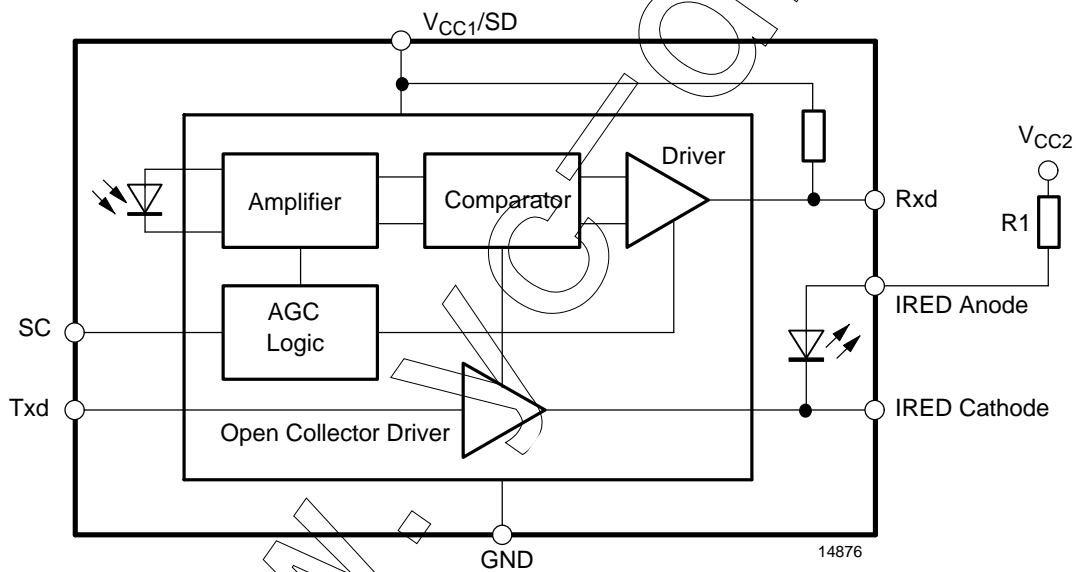 VCC1/SD
Driver
Amplifier
Comparator
VCC2
Rxd
R1
AGC
Logic
SC
IRED Anode
Txd
Open Collector Driver
IRED Cathode
GND
14876